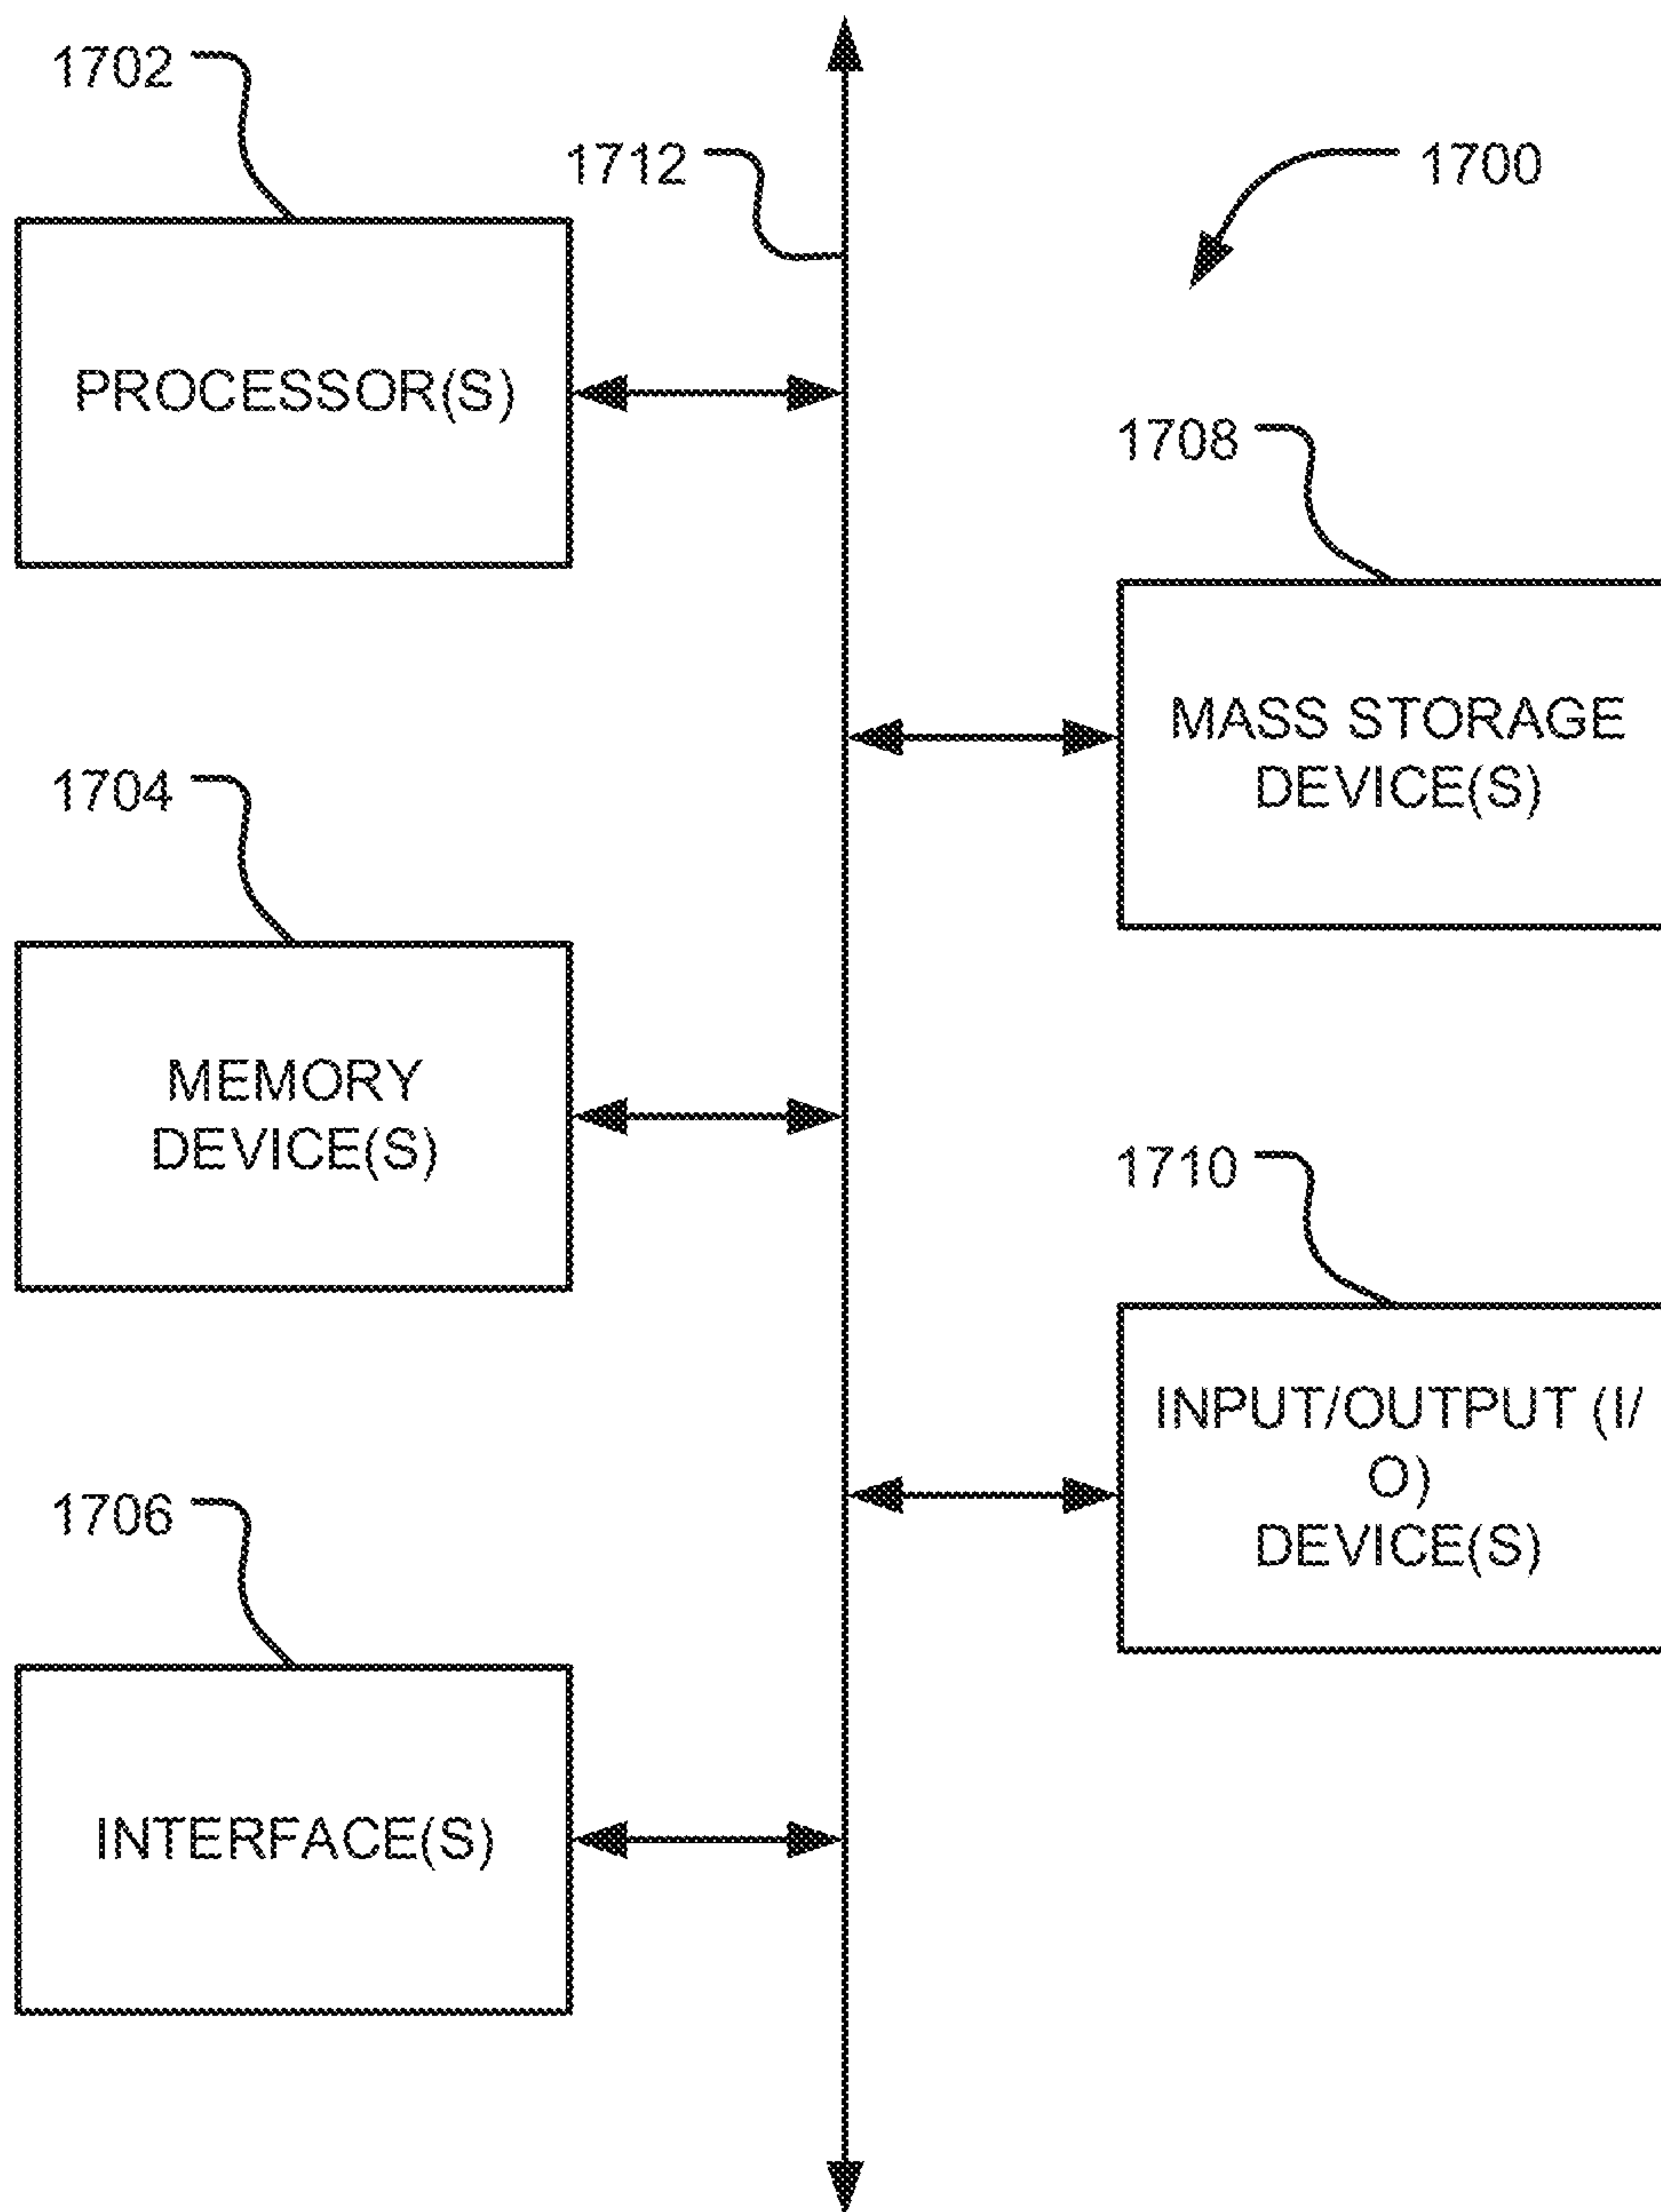 1702
1712
1700
PROCESSOR(S)
1708
MASS STORAGE
DEVICE(S)
1704
MEMORY
DEVICE(S)
1710
INPUT/OUTPUT (I/
O)
DEVICE(S)
1706
INTERFACE(S)